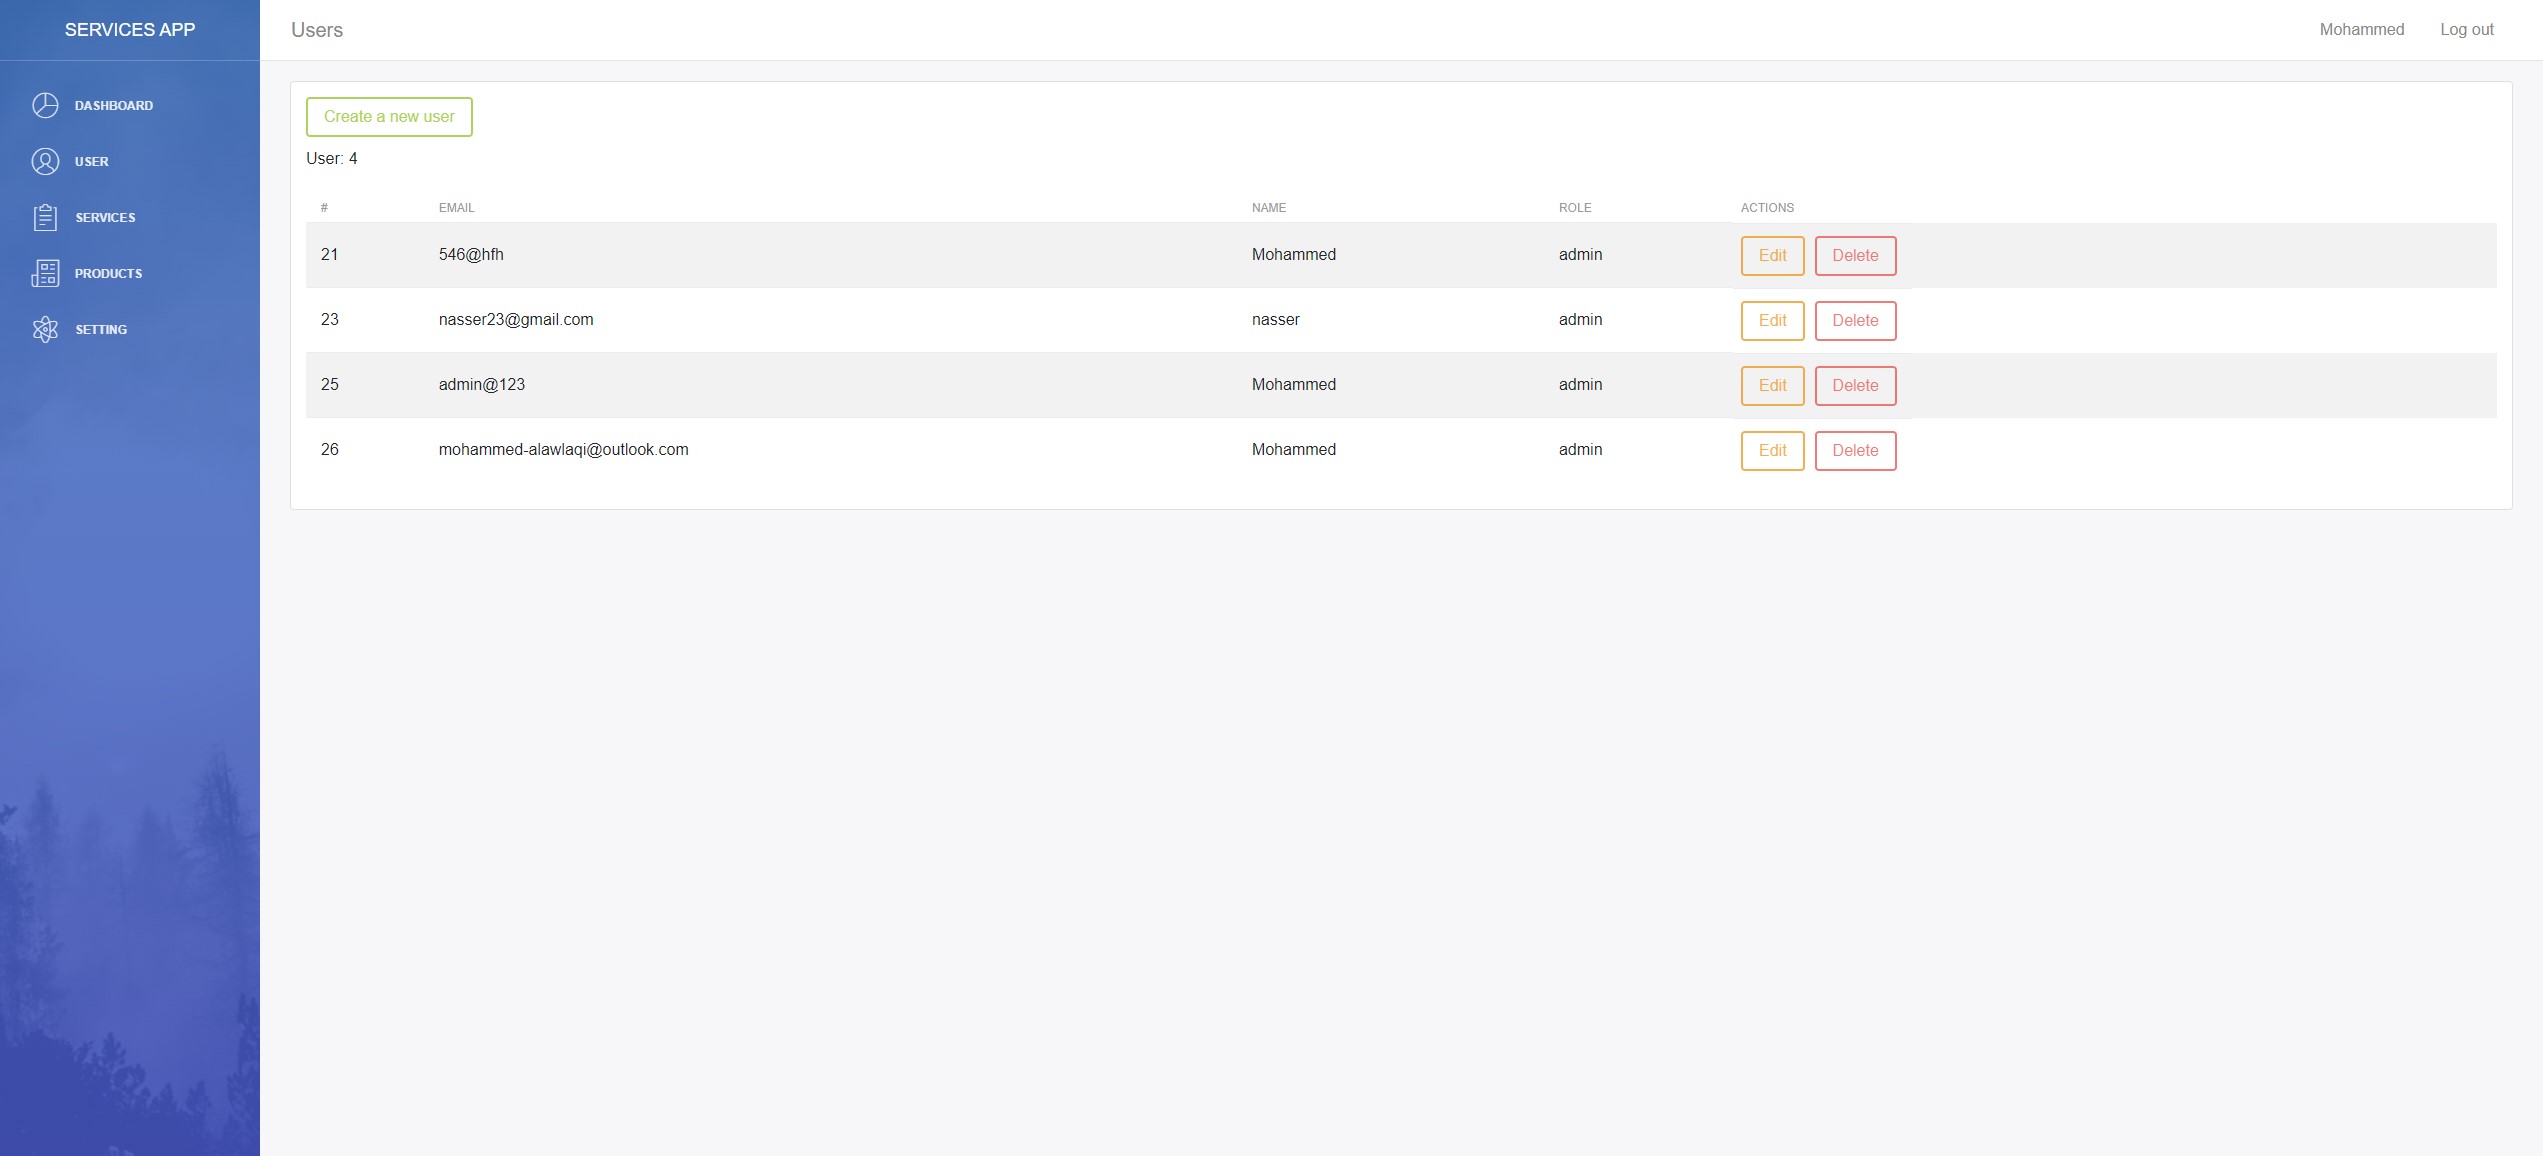 SERVICES APP
Users
Mohammed
Log out
DASHBOARD
USER
SERVICES
PRODUCTS
SETTING
Create a new user
User: 4
# EMAIL NAME ROLE ACTIONS
21 546@hfh Mohammed admin Edit Delete
23 nasser23@gmail.com nasser admin Edit Delete
25 admin@123 Mohammed admin Edit Delete
26 mohammed-alawlaqi@outlook.com Mohammed admin Edit Delete